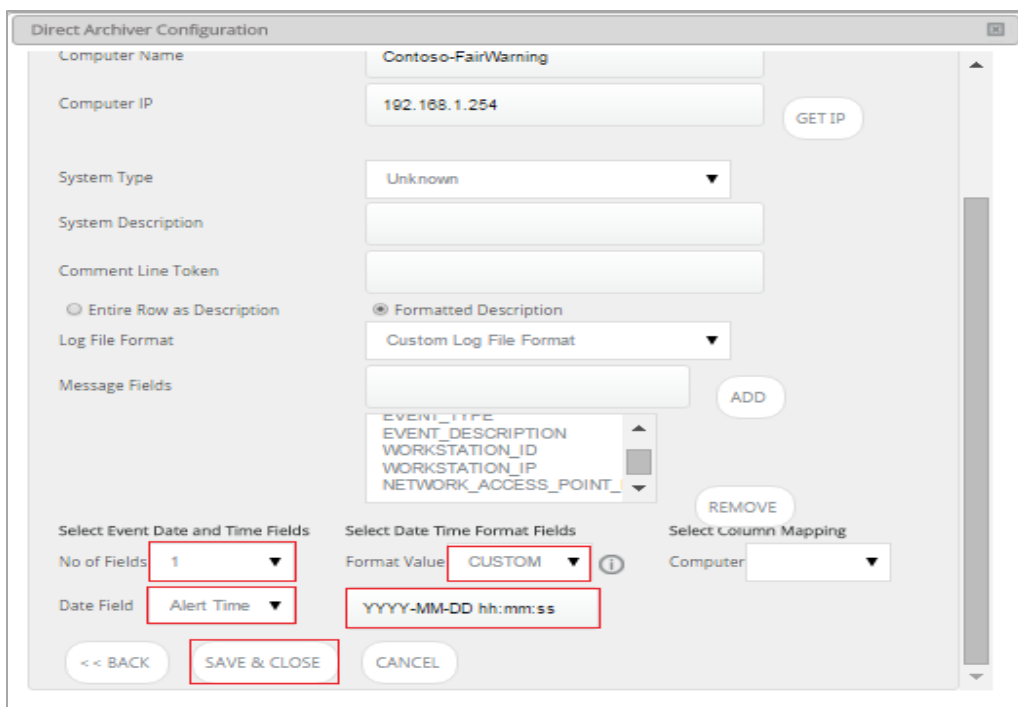 Direct Archiver Configuration
Computer Name Contoso-FairWarning
Computer IP 192.168.1.254
GET IP
System Type Unknown
System Description
Comment Line Token
Entire Row as Description Formatted Description
Log File Format Custom Log File Format
Message Fields
ADD
EVENT_TYPE
EVENT_DESCRIPTION
WORKSTATION_ID
WORKSTATION_IP
NETWORK_ACCESS_POINT_
REMOVE
Select Event Date and Time Fields Select Date Time Format Fields Select Column Mapping
No of Fields 1 Format Value CUSTOM Computer
Date Field Alert Time YYYY-MM-DD hh:mm:ss
<< BACK SAVE & CLOSE CANCEL